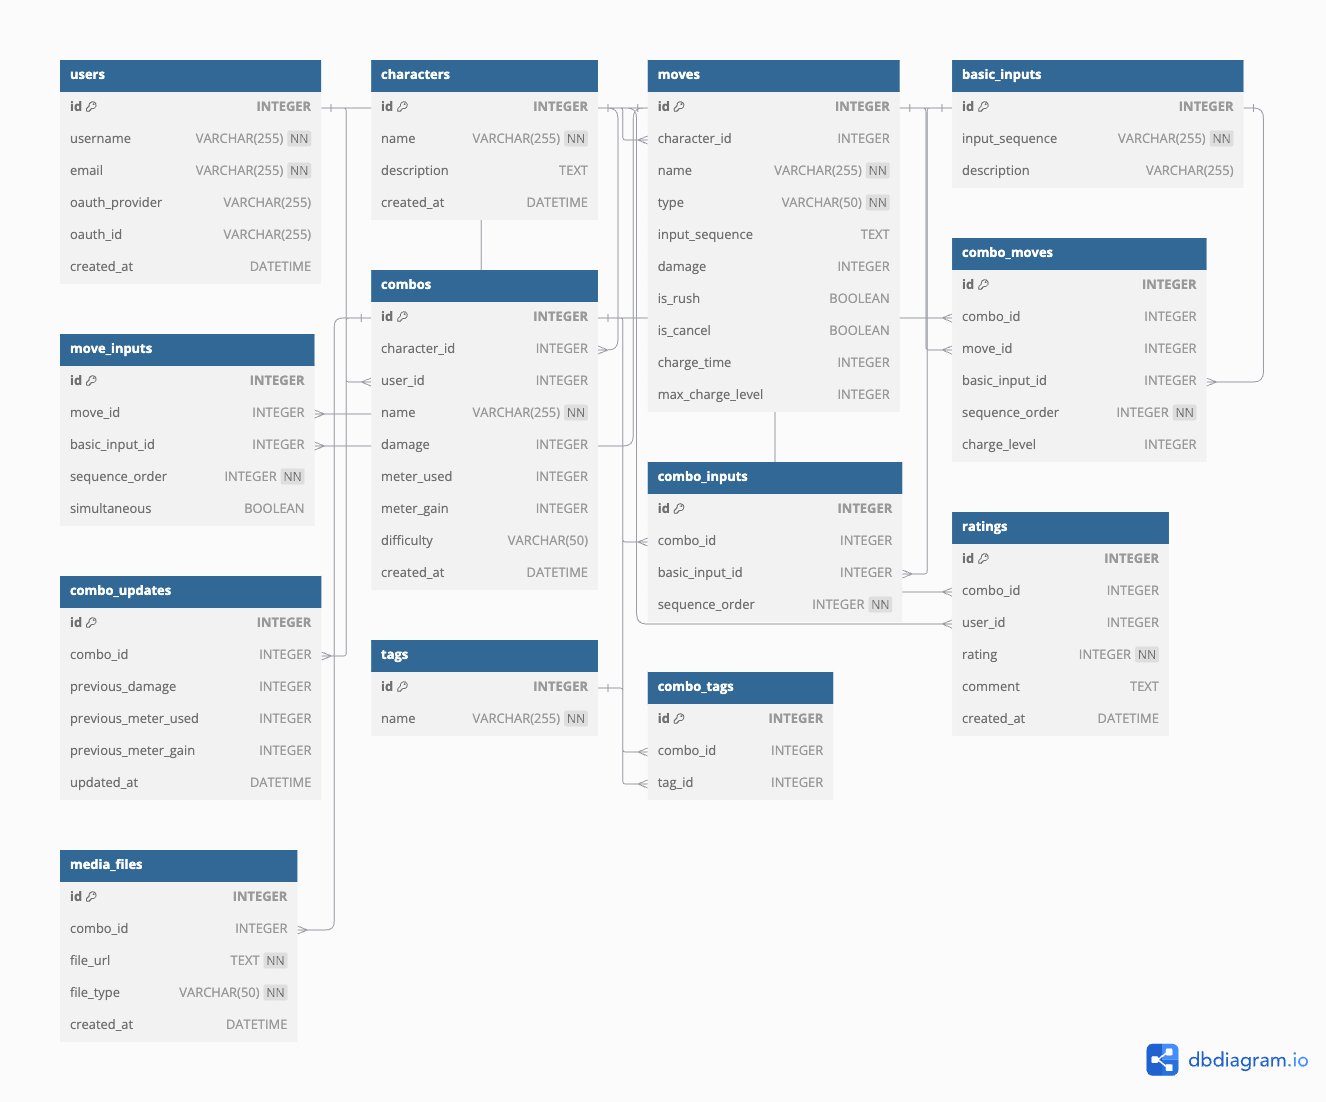 users
id INTEGER
username VARCHAR(255) NN
email VARCHAR(255) NN
oauth_provider VARCHAR(255)
oauth_id VARCHAR(255)
created_at DATETIME
characters
id INTEGER
name VARCHAR(255) NN
description TEXT
created_at DATETIME
moves
id INTEGER
character_id INTEGER
name VARCHAR(255) NN
type VARCHAR(50) NN
input_sequence TEXT
damage INTEGER
is_rush BOOLEAN
is_cancel BOOLEAN
charge_time INTEGER
max_charge_level INTEGER
basic_inputs
id INTEGER
input_sequence VARCHAR(255) NN
description VARCHAR(255)
combo_moves
id INTEGER
combo_id INTEGER
move_id INTEGER
basic_input_id INTEGER
sequence_order INTEGER NN
charge_level INTEGER
combos
id INTEGER
character_id INTEGER
user_id INTEGER
name VARCHAR(255) NN
damage INTEGER
meter_used INTEGER
meter_gain INTEGER
difficulty VARCHAR(50)
created_at DATETIME
move_inputs
id INTEGER
move_id INTEGER
basic_input_id INTEGER
sequence_order INTEGER NN
simultaneous BOOLEAN
combo_inputs
id INTEGER
combo_id INTEGER
basic_input_id INTEGER
sequence_order INTEGER NN
ratings
id INTEGER
combo_id INTEGER
user_id INTEGER
rating INTEGER NN
comment TEXT
created_at DATETIME
combo_updates
id INTEGER
combo_id INTEGER
previous_damage INTEGER
previous_meter_used INTEGER
previous_meter_gain INTEGER
updated_at DATETIME
tags
id INTEGER
name VARCHAR(255) NN
combo_tags
id INTEGER
combo_id INTEGER
tag_id INTEGER
media_files
id INTEGER
combo_id INTEGER
file_url TEXT NN
file_type VARCHAR(50) NN
created_at DATETIME
dbdiagram.io